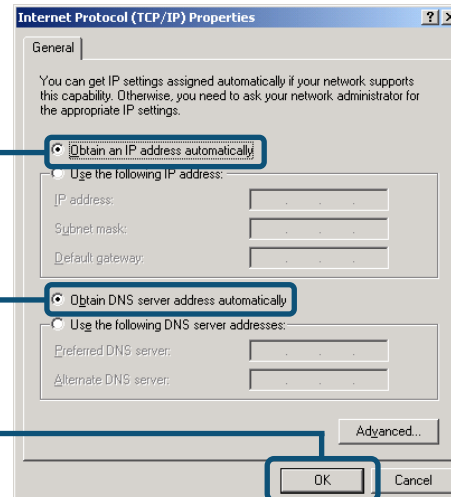 Internet Protocol (TCP/IP) Properties
General
You can get IP settings assigned automatically if your network supports
this capability. Otherwise, you need to ask your network administrator for
the appropriate IP settings.
Obtain an IP address automatically
Use the following IP address:
IP address:
Subnet mask:
Default gateway:
Obtain DNS server address automatically
Use the following DNS server addresses:
Preferred DNS server:
Alternate DNS server:
Advanced...
OK
Cancel